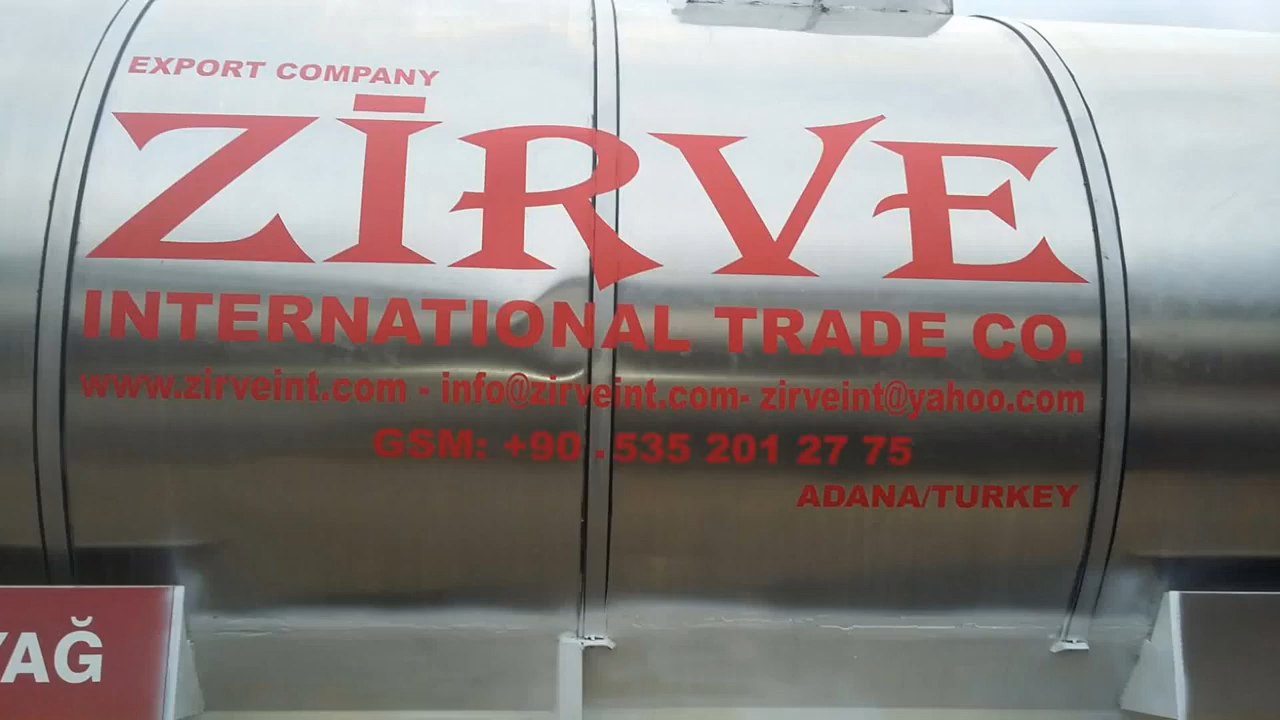 EXPORT COMPANY
ZİRVE
INTERNATIONAL TRADE CO.
www.zirveint.com - info@zirveint.com- zirveint@yahoo.com
GSM: +90 . 535 201 27 75
ADANA/TURKEY
YAĞ